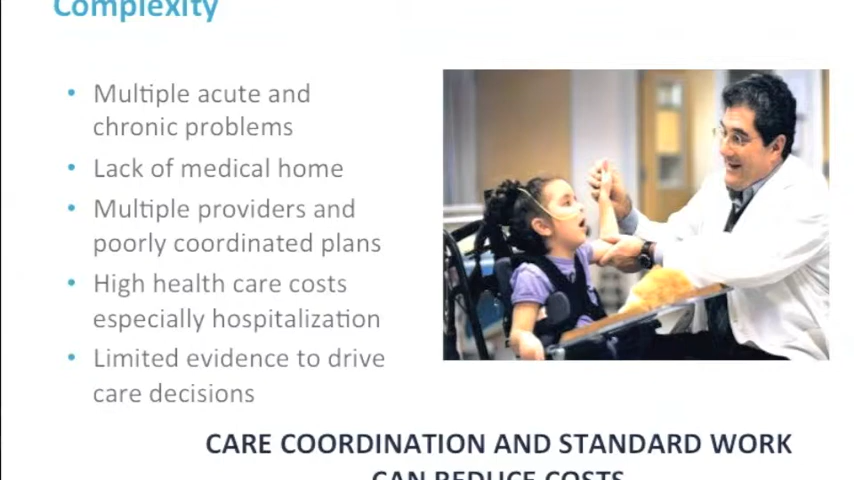 Complexity
• Multiple acute and
chronic problems
• Lack of medical home
• Multiple providers and
poorly coordinated plans
• High health care costs
especially hospitalization
• Limited evidence to drive
care decisions
CARE COORDINATION AND STANDARD WORK
CAN REDUCE COSTS